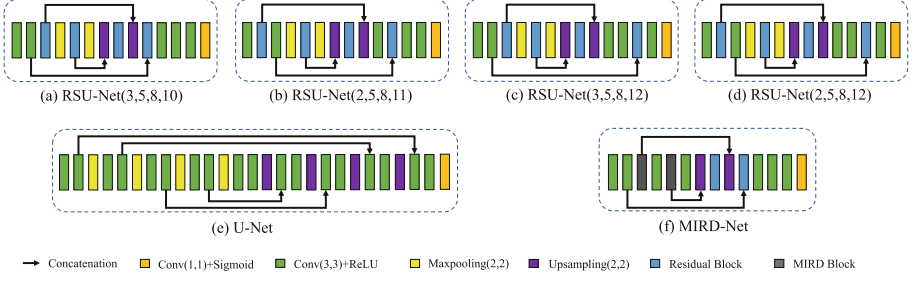 (a) RSU-Net(3,5,8,10) (b) RSU-Net(2,5,8,11) (c) RSU-Net(3,5,8,12) (d) RSU-Net(2,5,8,12)
(e) U-Net (f) MIRD-Net
Concatenation Conv(1,1)+Sigmoid Conv(3,3)+ReLU Maxpooling(2,2) Upsampling(2,2) Residual Block MIRD Block